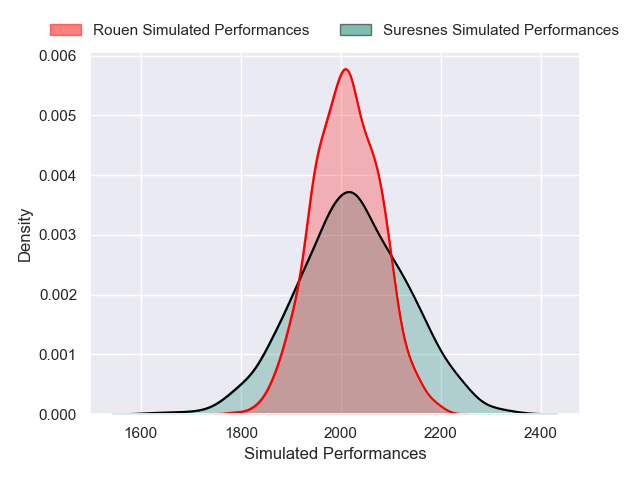 Rouen Simulated Performances Suresnes Simulated Performances
0.006
0.005
0.004
0.003
0.002
0.001
0.000
Density
1600 1800 2000 2200 2400
Simulated Performances